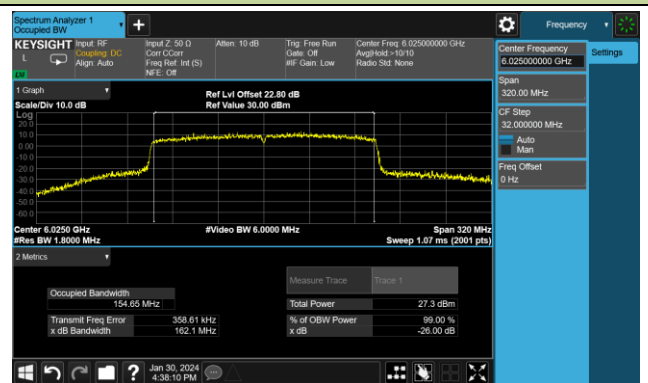 Spectrum Analyzer 1
Occupied BW
+
Frequency
KEYSIGHT Input: RF Input Z: 50 Ω Atten: 10 dB Trig: Free Run Center Freq: 6.025000000 GHz
L Coupling: DC Corr CCorr Gate: Off Avg|Hold:>10/10
Align: Auto Freq Ref: Int (S) #IF Gain: Low Radio Std: None
NFE: Off
Center Frequency
6.025000000 GHz
Settings
Span
320.00 MHz
CF Step
32.000000 MHz
Auto
Man
Freq Offset
0 Hz
1 Graph
Ref Lvl Offset 22.80 dB
Scale/Div 10.0 dB Ref Value 30.00 dBm
Log
20.0
10.0
0.00
-10.0
-20.0
-30.0
-40.0
-50.0
-60.0
Center 6.0250 GHz #Video BW 6.0000 MHz Span 320 MHz
#Res BW 1.8000 MHz Sweep 1.07 ms (2001 pts)
2 Metrics
Measure Trace Trace 1
Occupied Bandwidth
154.65 MHz
Total Power 27.3 dBm
Transmit Freq Error 358.61 kHz % of OBW Power 99.00 %
x dB Bandwidth 162.1 MHz x dB -26.00 dB
? Jan 30, 2024
4:38:10 PM